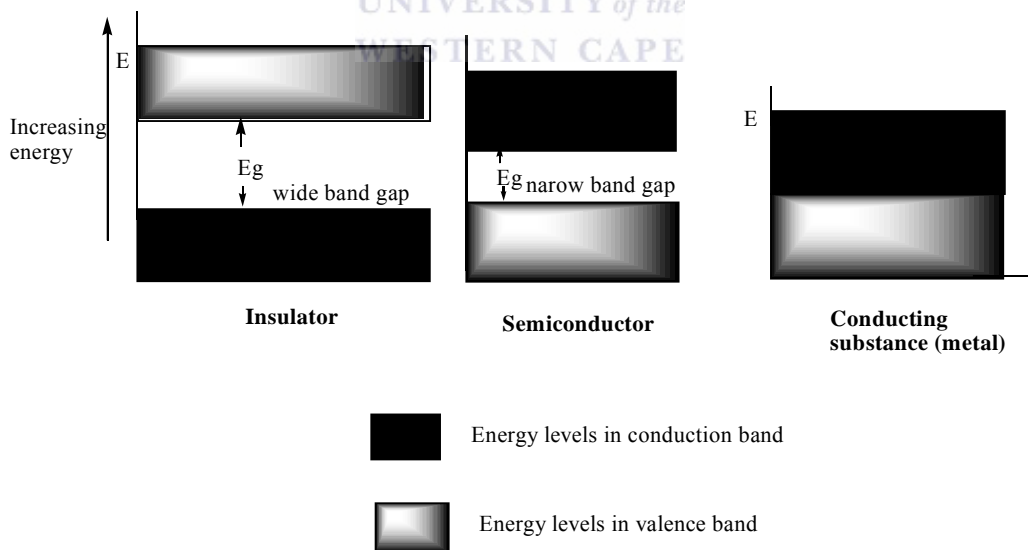 UNIVERSITY of the
WESTERN CAPE
E
Increasing
energy
Eg
wide band gap
Insulator
Eg narow band gap
Semiconductor
E
Conducting
substance (metal)
Energy levels in conduction band
Energy levels in valence band